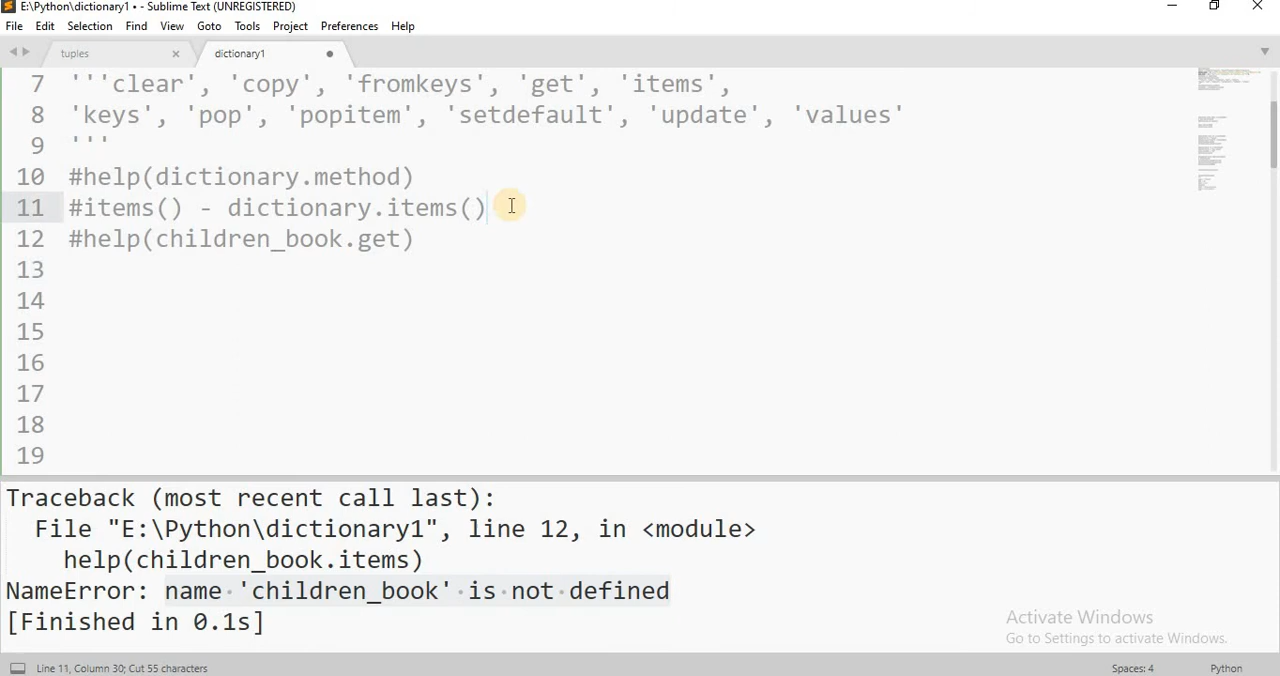 E:\Python\dictionary1 • - Sublime Text (UNREGISTERED)
File Edit Selection Find View Goto Tools Project Preferences Help
tuples dictionary1
7 '''clear', 'copy', 'fromkeys', 'get', 'items',
8 'keys', 'pop', 'popitem', 'setdefault', 'update', 'values'
9 '''
10 #help(dictionary.method)
11 #items() - dictionary.items()
12 #help(children_book.get)
13
14
15
16
17
18
19
Traceback (most recent call last):
File "E:\Python\dictionary1", line 12, in <module>
help(children_book.items)
NameError: name 'children_book' is not defined
[Finished in 0.1s]
Activate Windows
Go to Settings to activate Windows.
Line 11, Column 30; Cut 55 characters Spaces: 4 Python